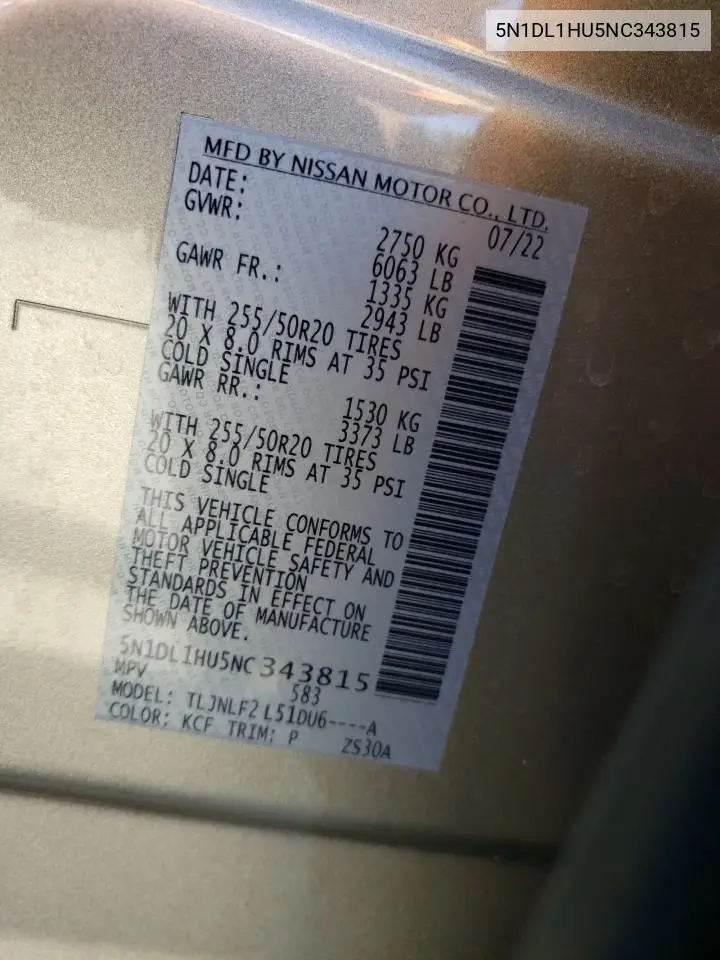 5N1DL1HU5NC343815
MFD BY NISSAN MOTOR CO., LTD.
DATE: 07/22
GVWR: 2750 KG
6063 LB
GAWR FR.: 1335 KG
2943 LB
WITH 255/50R20 TIRES
20 X 8.0 RIMS AT 35 PSI
COLD SINGLE
GAWR RR.: 1530 KG
3373 LB
WITH 255/50R20 TIRES
20 X 8.0 RIMS AT 35 PSI
COLD SINGLE
THIS VEHICLE CONFORMS TO
ALL APPLICABLE FEDERAL
MOTOR VEHICLE SAFETY AND
THEFT PREVENTION
STANDARDS IN EFFECT ON
THE DATE OF MANUFACTURE
SHOWN ABOVE.
5N1DL1HU5NC343815
MPV 583
MODEL: TLJNLF2 L51DU6----A
COLOR: KCF TRIM: P ZS30A